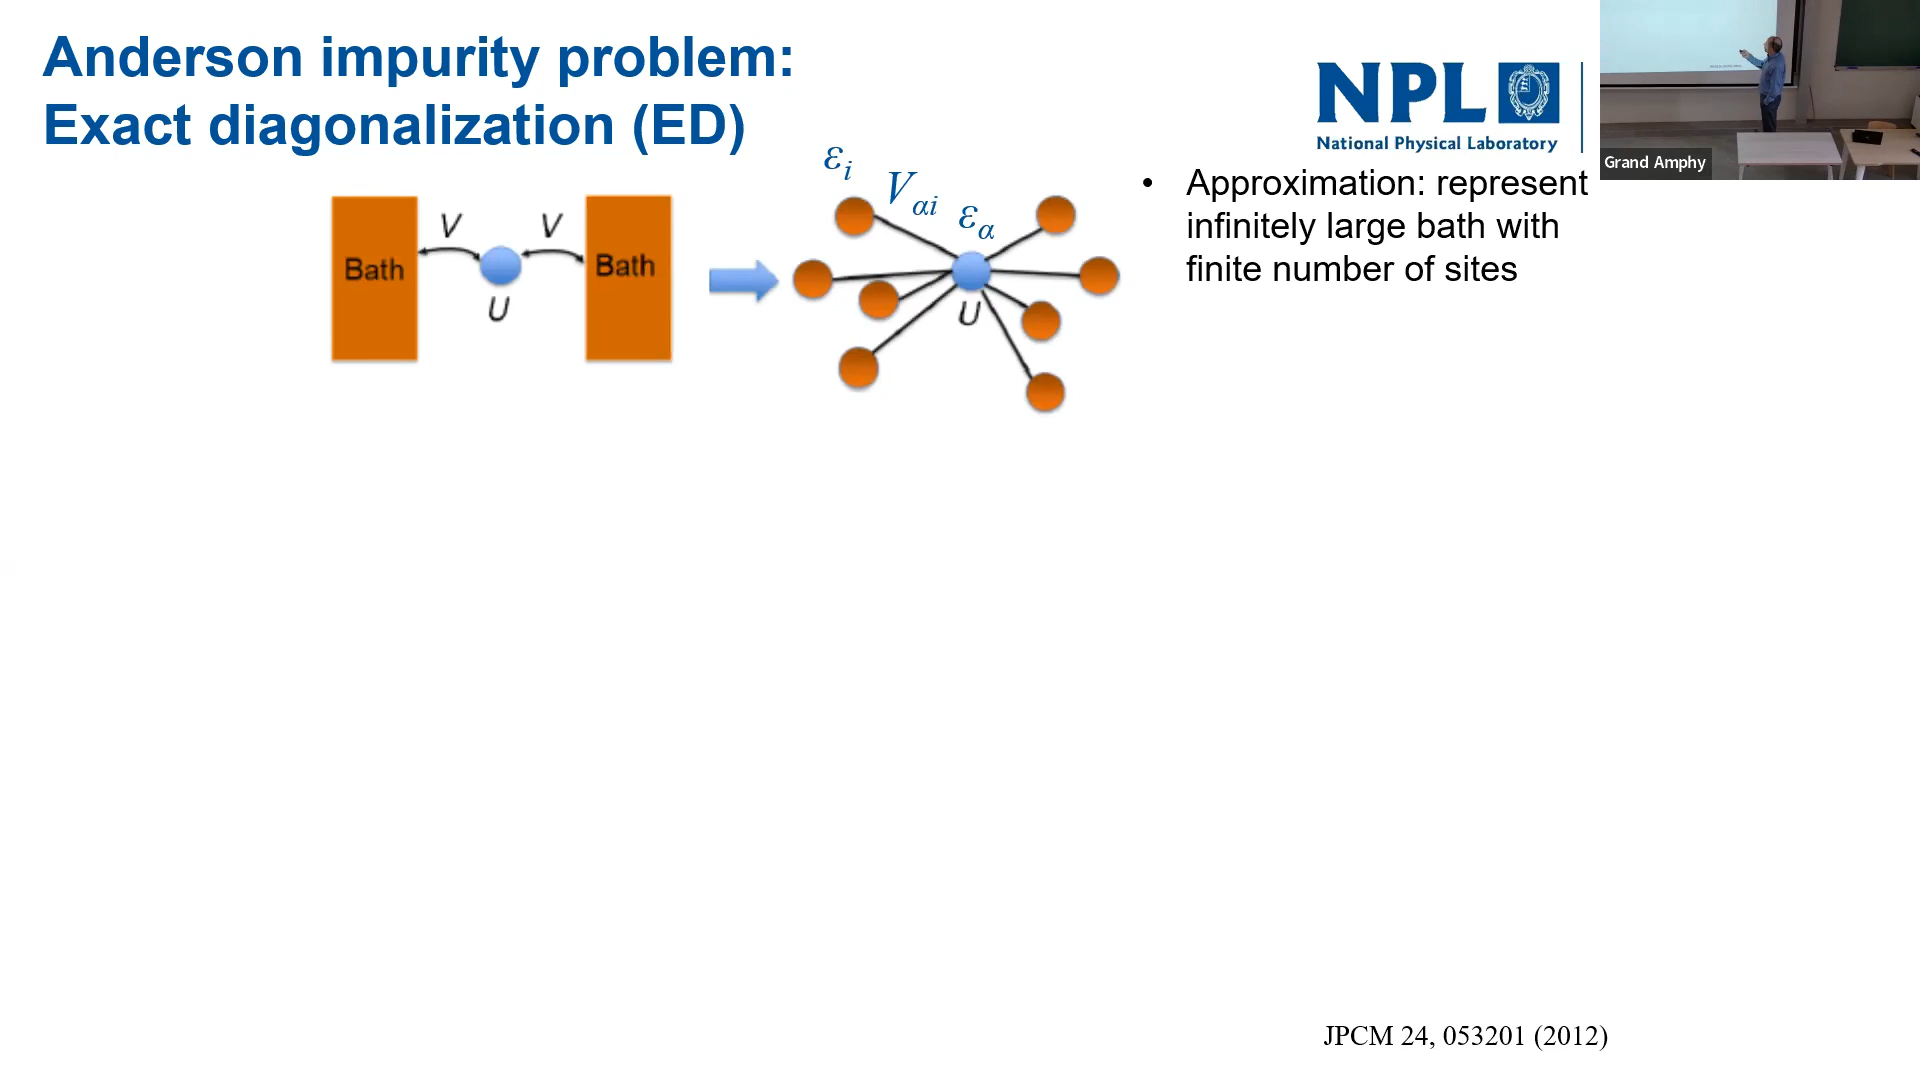 Anderson impurity problem:
Exact diagonalization (ED)
NPL
National Physical Laboratory
Grand Amphy
Bath
V
V
U
Bath
εi
Vαi
εα
U
• Approximation: represent
infinitely large bath with
finite number of sites
JPCM 24, 053201 (2012)